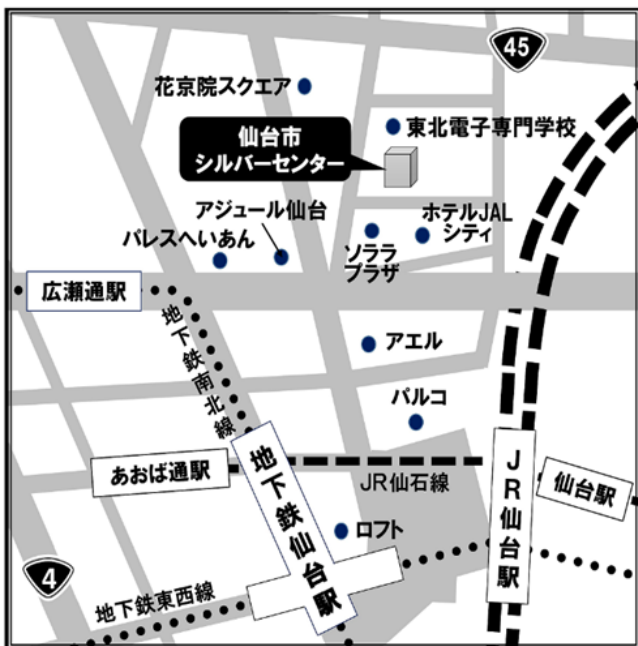 45
花京院スクエア
東北電子専門学校
仙台市
シルバーセンター
アジュール仙台
パレスへいあん
ホテルJAL
シティ
ソララ
プラザ
広瀬通駅
地下鉄南北線
アエル
パルコ
あおば通駅
JR仙石線
地下鉄仙台駅
JR仙台駅
仙台駅
ロフト
4
地下鉄東西線